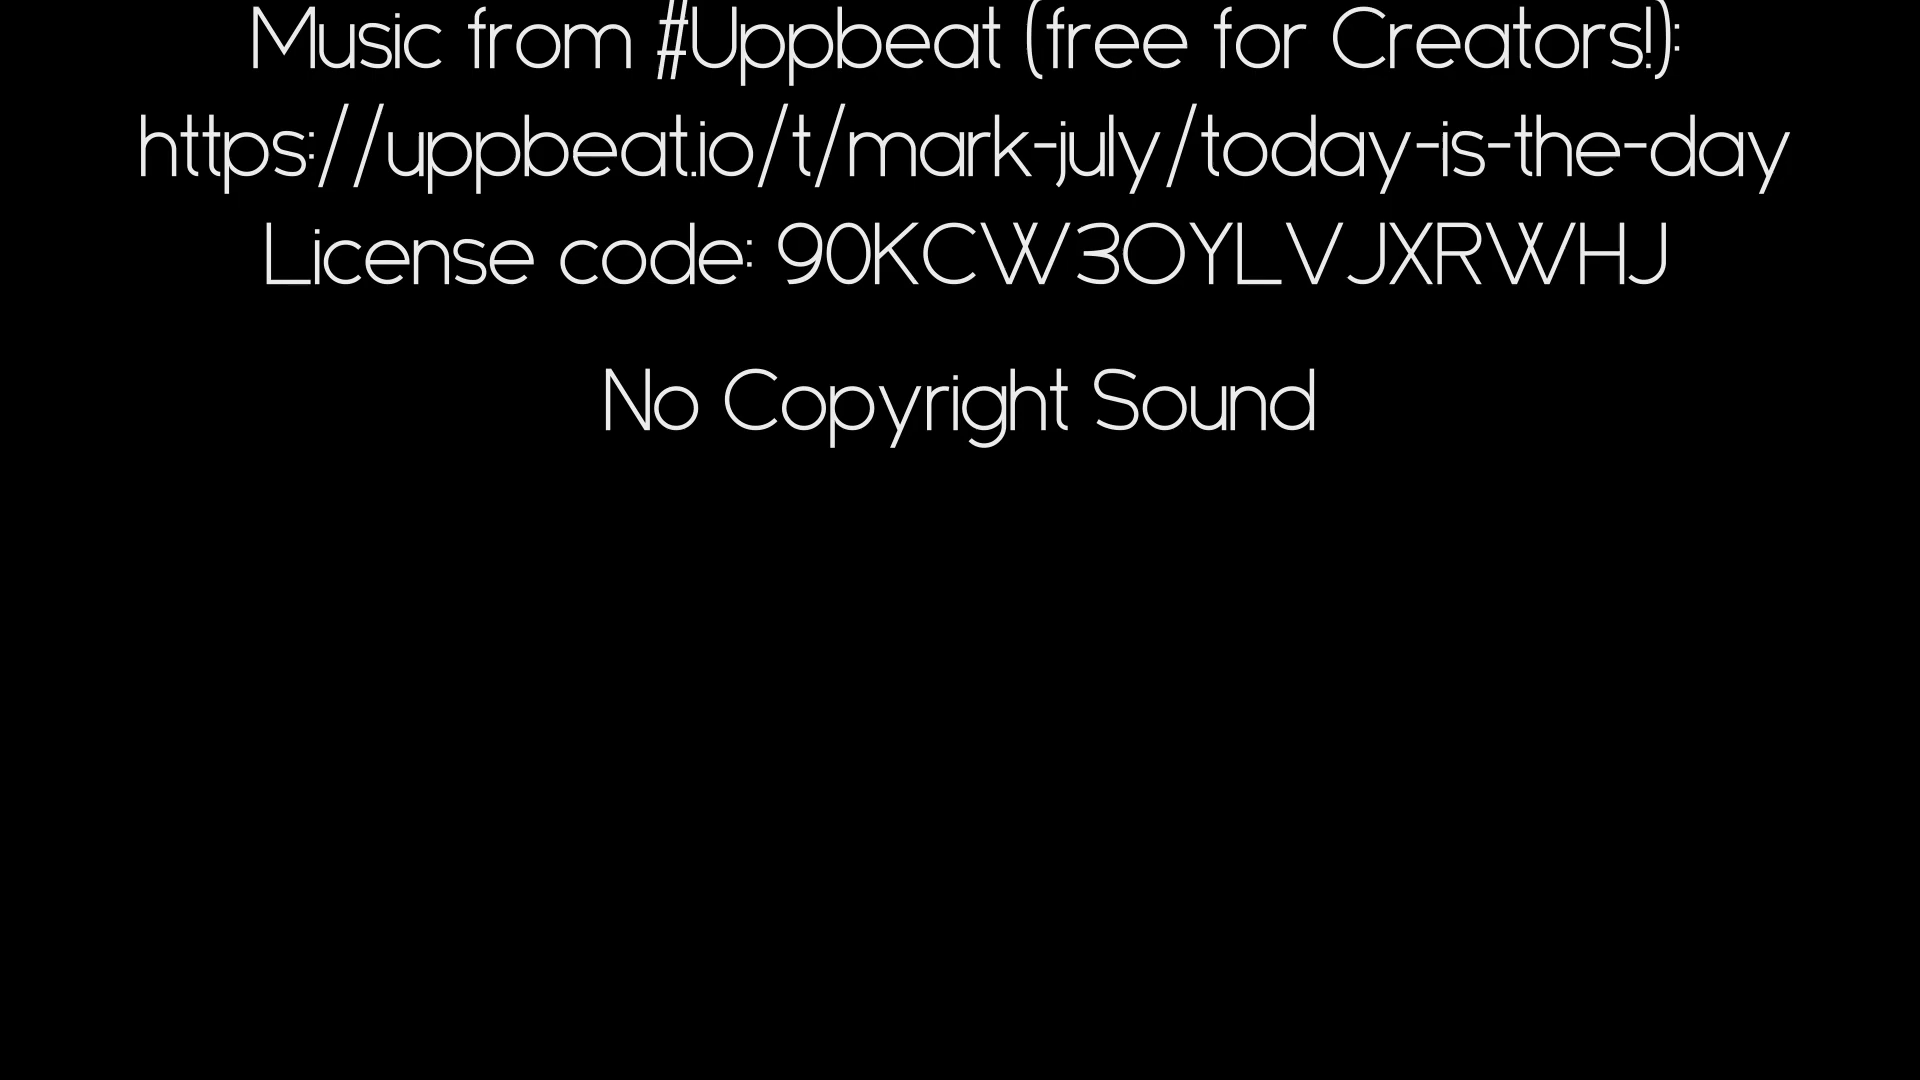 Music from #Uppbeat (free for Creators!):
https://uppbeat.io/t/mark-july/today-is-the-day
License code: 90KCW3OYLVJXRWHJ
No Copyright Sound